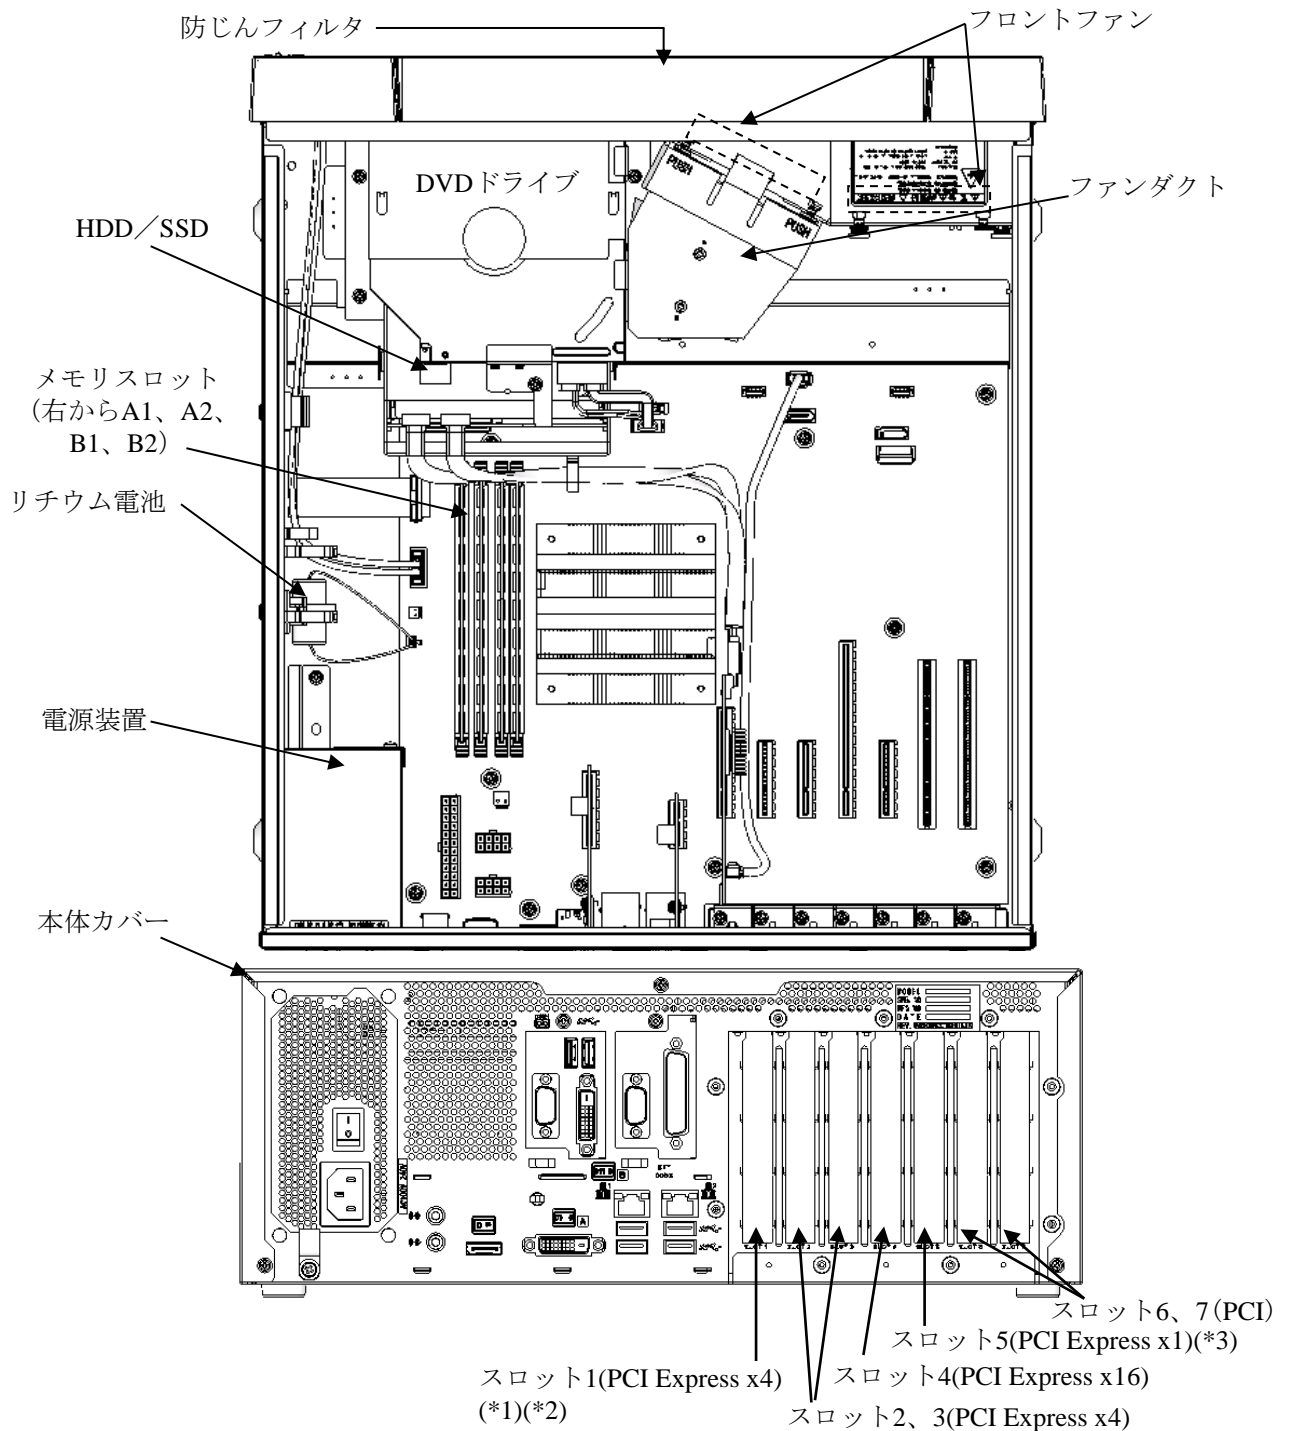 防じんフィルタ
フロントファン
DVDドライブ
PUSH
PUSH
ファンダクト
HDD／SSD
メモリスロット
（右からA1、A2、
B1、B2）
リチウム電池
電源装置
本体カバー
スロット6、7（PCI）
スロット5(PCI Express x1)(*3)
スロット1(PCI Express x4)
(*1)(*2)
スロット4(PCI Express x16)
スロット2、3(PCI Express x4)